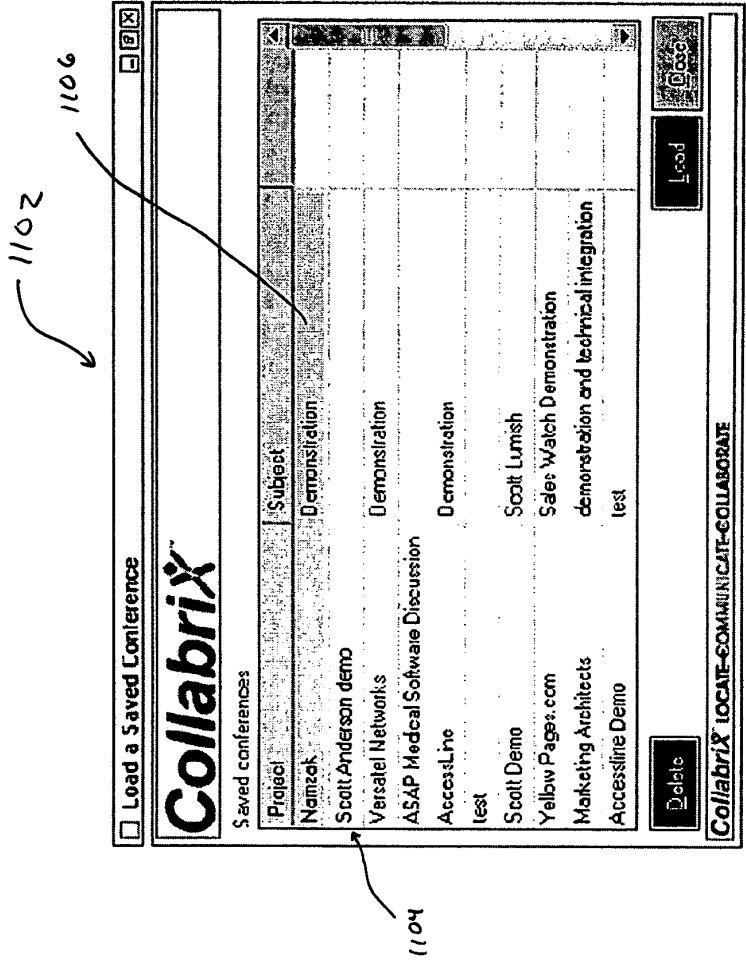 1102
Load a Saved Conference
1106
CollabriX™
Saved conferences
Project Subject
Namzak Demonstration
Scott Anderson demo
1104
Versatel Networks Demonstration
ASAP Medical Software Discussion
AccessLine Demonstration
test
Scott Demo Scott Lumish
Yellow Pages.com Sales Watch Demonstration
Marketing Architects demonstration and technical integration
Accessline Demo test
Delete Load Close
CollabriX™ LOCATE-COMMUNICATE-COLLABORATE